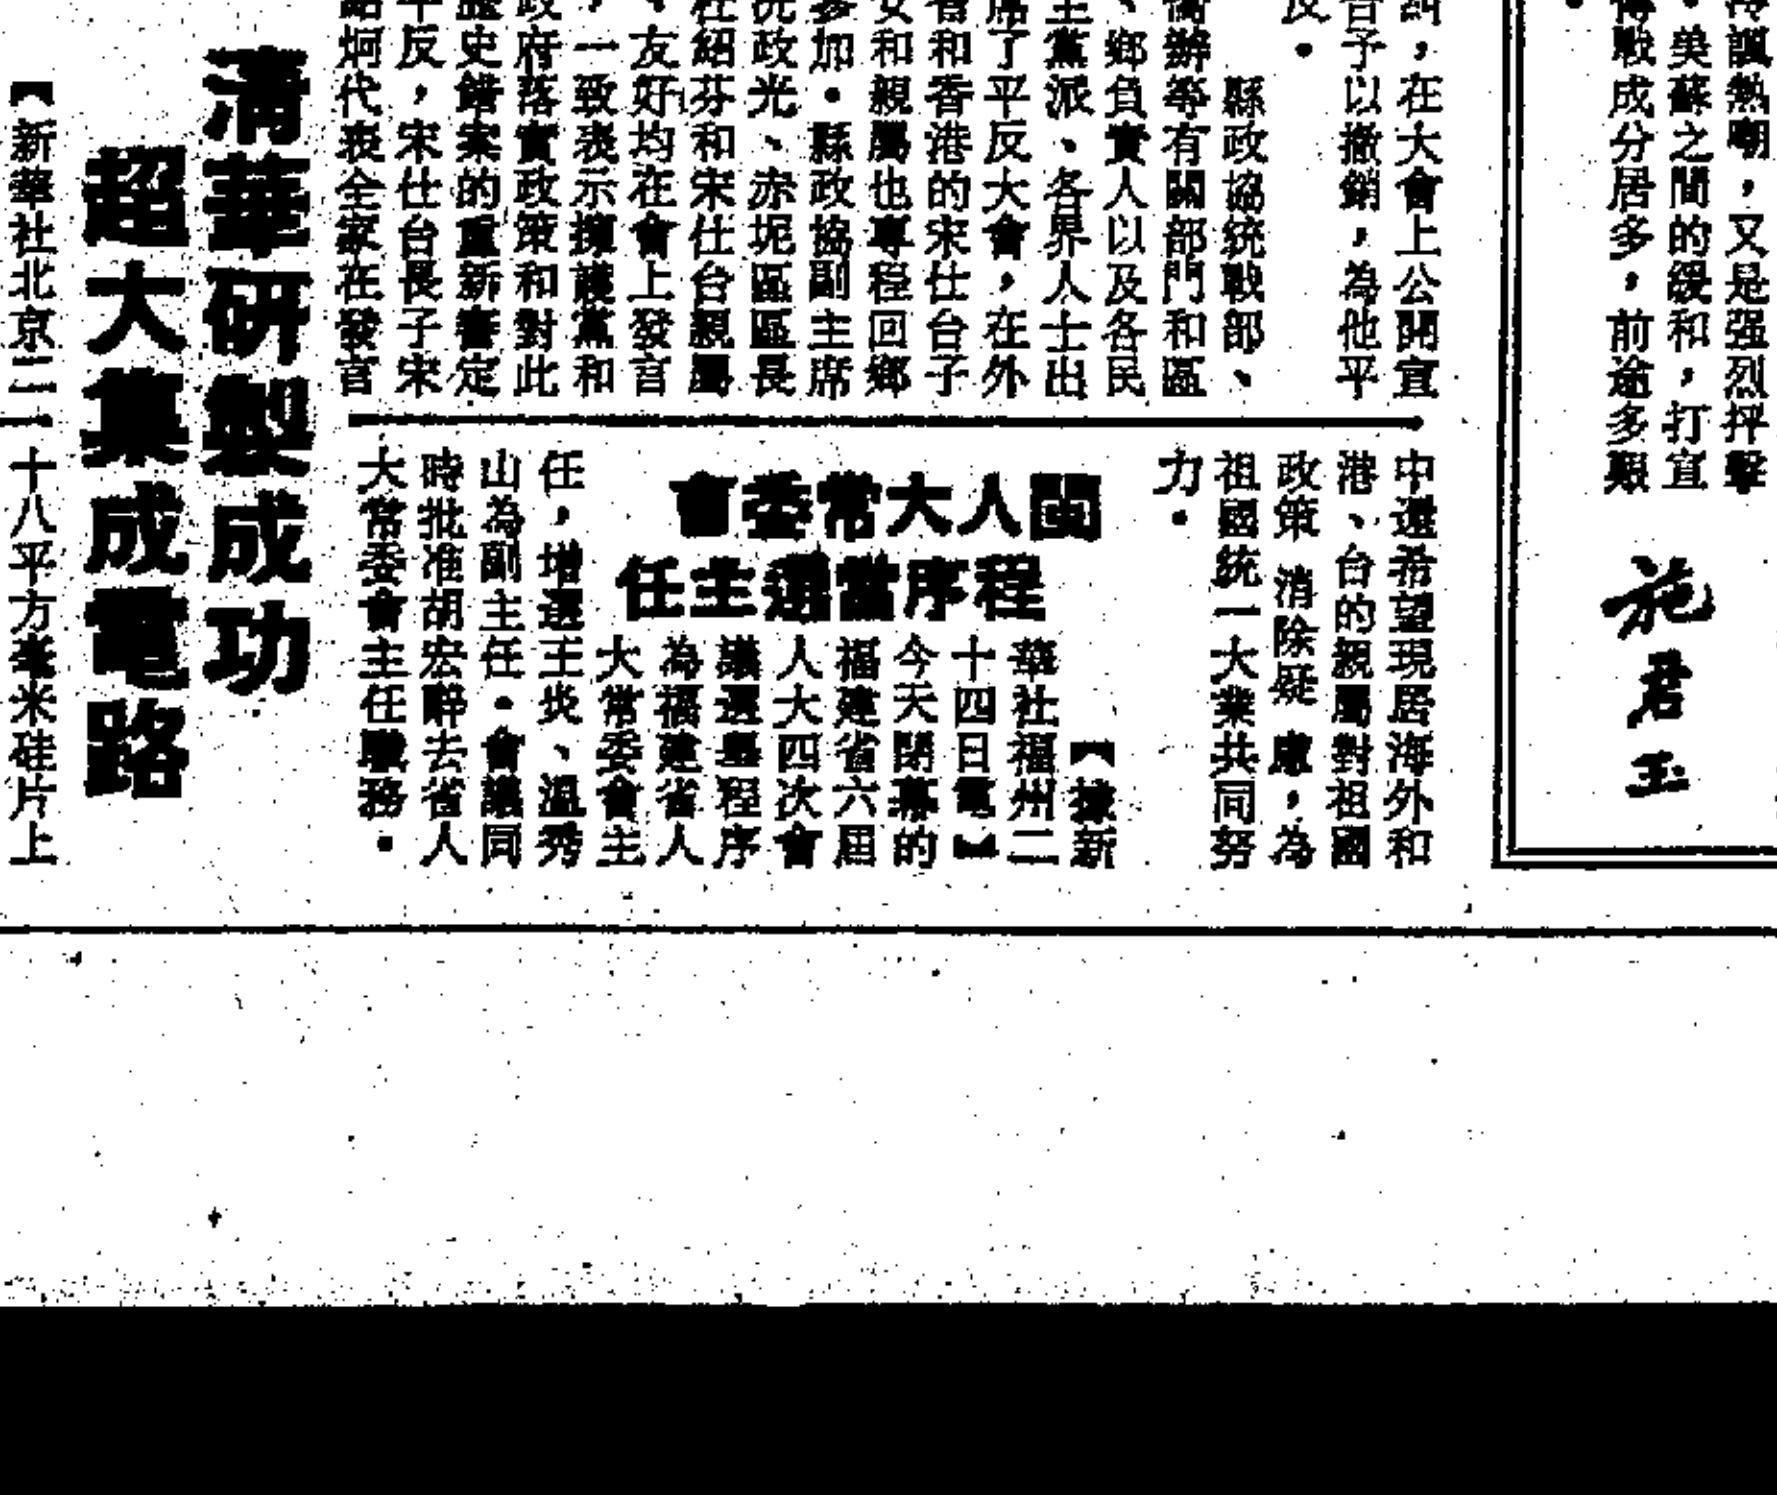 冷諷熱嘲，又是强烈抨擊
。美蘇之間的緩和，打宣
傳戰成分居多，前途多艱
。
施君玉
糾，在大會上公開宣
告予以撤銷，為他平
反。
縣政協統戰部、
僑辦等有關部門和區
、鄉負責人以及各民
主黨派、各界人士出
席了平反大會，在外
省和香港的宋仕台子
女和親屬也專程回鄉
參加。縣政協副主席
冼政光、赤坭區區長
杜紹芬和宋仕台親屬
、友好均在會上發言
，一致表示擁護黨和
政府落實政策和對此
歷史錯案的重新審定
平反，宋仕台長子宋
紹炯代表全家在發言
中還希望現居海外和
港、台的親屬對祖國
政策 消除疑 慮，為
祖國統一大業共同努
力。
閩人大常委會
程序當選主任
【據新
華社福州二
十四日電】
今天閉幕的
福建省六屆
人大四次會
議選舉程序
為福建省人
大常委會主
任，增選王炎、溫秀
山為副主任。會議同
時批准胡宏辭去省人
大常委會主任職務。
清華研製成功
超大集成電路
【新華社北京二一十八平方毫米硅片上